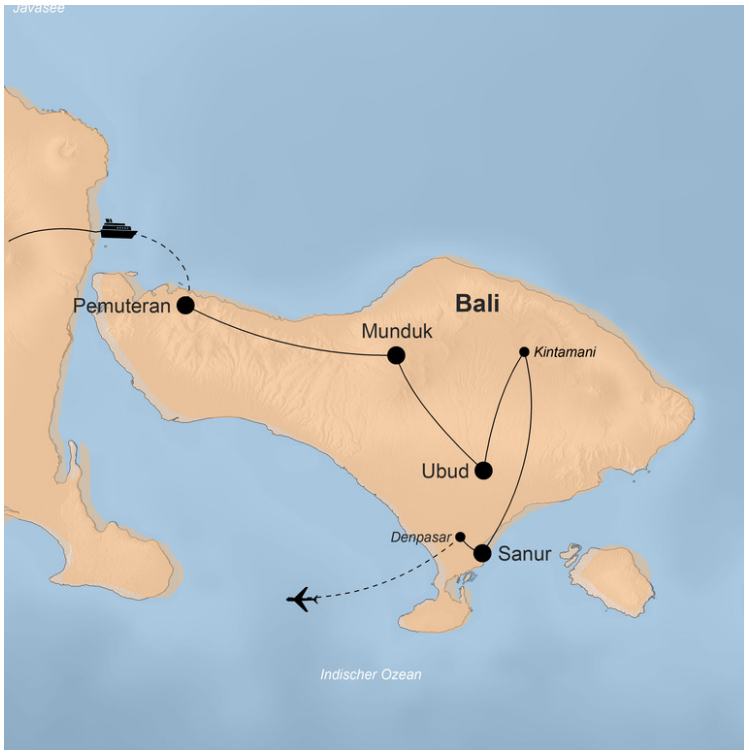 Javasee
Bali
Pemuteran
Munduk
Kintamani
Ubud
Denpasar
Sanur
Indischer Ozean